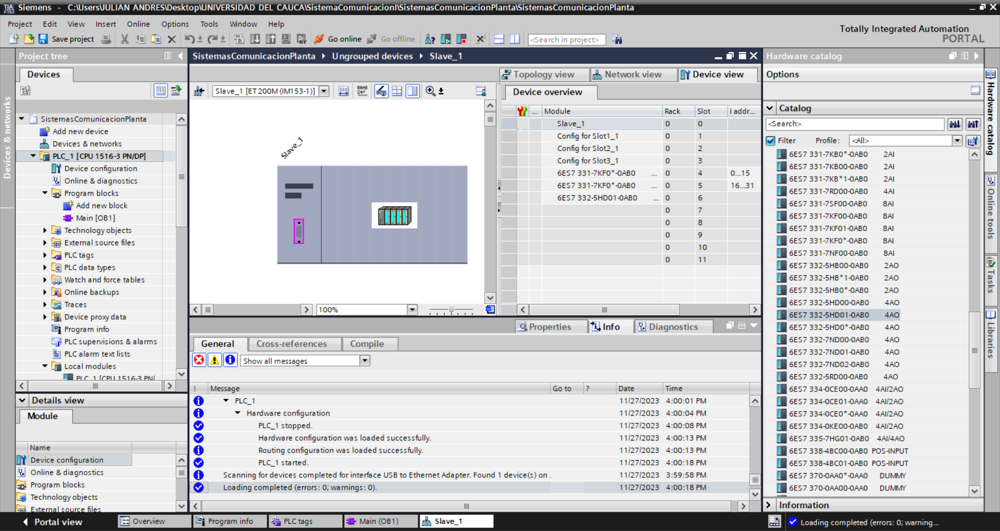 Siemens - C:\Users\JULIAN ANDRES\Desktop\UNIVERSIDAD DEL CAUCA\SistemaComunicacionI\SistemasComunicacionPlanta\SistemasComunicacionPlanta
Project Edit View Insert Online Options Tools Window Help
Totally Integrated Automation
PORTAL
Save project
Go online
Go offline
<Search in project>
Project tree
Devices
Devices & networks
SistemasComunicacionPlanta
Add new device
Devices & networks
PLC_1 [CPU 1516-3 PN/DP]
Device configuration
Online & diagnostics
Program blocks
Add new block
Main [OB1]
Technology objects
External source files
PLC tags
PLC data types
Watch and force tables
Online backups
Traces
Device proxy data
Program info
PLC supervisions & alarms
PLC alarm text lists
Local modules
PLC_1 [CPU 1516-3 PN/
Details view
Module
Name
Device configuration
Online & diagnostics
Program blocks
Technology objects
External source files
SistemasComunicacionPlanta Ungrouped devices Slave_1
Topology view Network view Device view
Slave_1 [ET 200M (IM153-1)]
Slave_1
100%
Device overview
... Module Rack Slot I addr...
Slave_1 0 0
Config for Slot1_1 0 1
Config for Slot2_1 0 2
Config for Slot3_1 0 3
6ES7 331-7KF0*-0AB0 ... 0 4 0...15
6ES7 331-7KF0*-0AB0 ... 0 5 16...31
6ES7 332-5HD01-0AB0 ... 0 6
0 7
0 8
0 9
0 10
0 11
Properties Info Diagnostics
General Cross-references Compile
Show all messages
! Message Go to ? Date Time
PLC_1 11/27/2023 4:00:01 PM
Hardware configuration 11/27/2023 4:00:04 PM
PLC_1 stopped. 11/27/2023 4:00:08 PM
Hardware configuration was loaded successfully. 11/27/2023 4:00:13 PM
Routing configuration was loaded successfully. 11/27/2023 4:00:13 PM
PLC_1 started. 11/27/2023 4:00:18 PM
Scanning for devices completed for interface USB to Ethernet Adapter. Found 1 device(s) on . 11/27/2023 3:59:58 PM
Loading completed (errors: 0; warnings: 0). 11/27/2023 4:00:18 PM
Hardware catalog
Options
Catalog
<Search>
Filter Profile: <All>
6ES7 331-7KB0*-0AB0 2AI
6ES7 331-7KB00-0AB0 2AI
6ES7 331-7KB*1-0AB0 2AI
6ES7 331-7RD00-0AB0 4AI
6ES7 331-7SF00-0AB0 8AI
6ES7 331-7KF00-0AB0 8AI
6ES7 331-7KF01-0AB0 8AI
6ES7 331-7KF0*-0AB0 8AI
6ES7 331-7NF00-0AB0 8AI
6ES7 332-5HB00-0AB0 2AO
6ES7 332-5HB*1-0AB0 2AO
6ES7 332-5HB0*-0AB0 2AO
6ES7 332-5HD00-0AB0 4AO
6ES7 332-5HD01-0AB0 4AO
6ES7 332-5HD0*-0AB0 4AO
6ES7 332-7ND00-0AB0 4AO
6ES7 332-7ND01-0AB0 4AO
6ES7 332-7ND02-0AB0 4AO
6ES7 332-5RD00-0AB0 4AO
6ES7 334-0CE00-0AA0 4AI/2AO
6ES7 334-0CE01-0AA0 4AI/2AO
6ES7 334-0CE0*-0AA0 4AI/2AO
6ES7 334-0KE00-0AB0 4AI/2AO
6ES7 335-7HG01-0AB0 4AI/4AO
6ES7 338-4BC00-0AB0 POS-INPUT
6ES7 338-4BC01-0AB0 POS-INPUT
6ES7 370-0AA0*-0AA0 DUMMY
6ES7 370-0AA00-0AA0 DUMMY
Information
Hardware catalog
Online tools
Tasks
Libraries
Portal view Overview Program info PLC tags Main (OB1) Slave_1
Loading completed (errors: 0; warning...